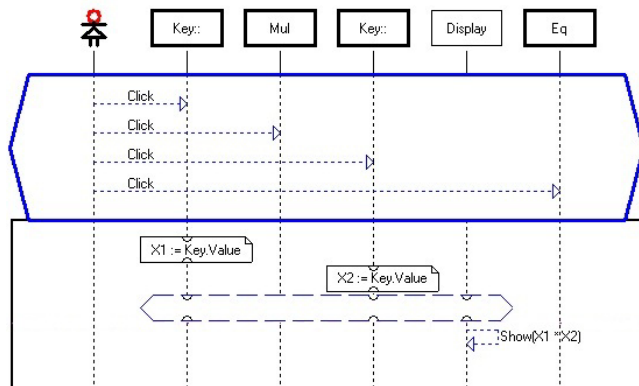 Key::
Mul
Key::
Display
Eq
Click
Click
Click
Click
X1 := Key.Value
X2 := Key.Value
Show(X1 * X2)